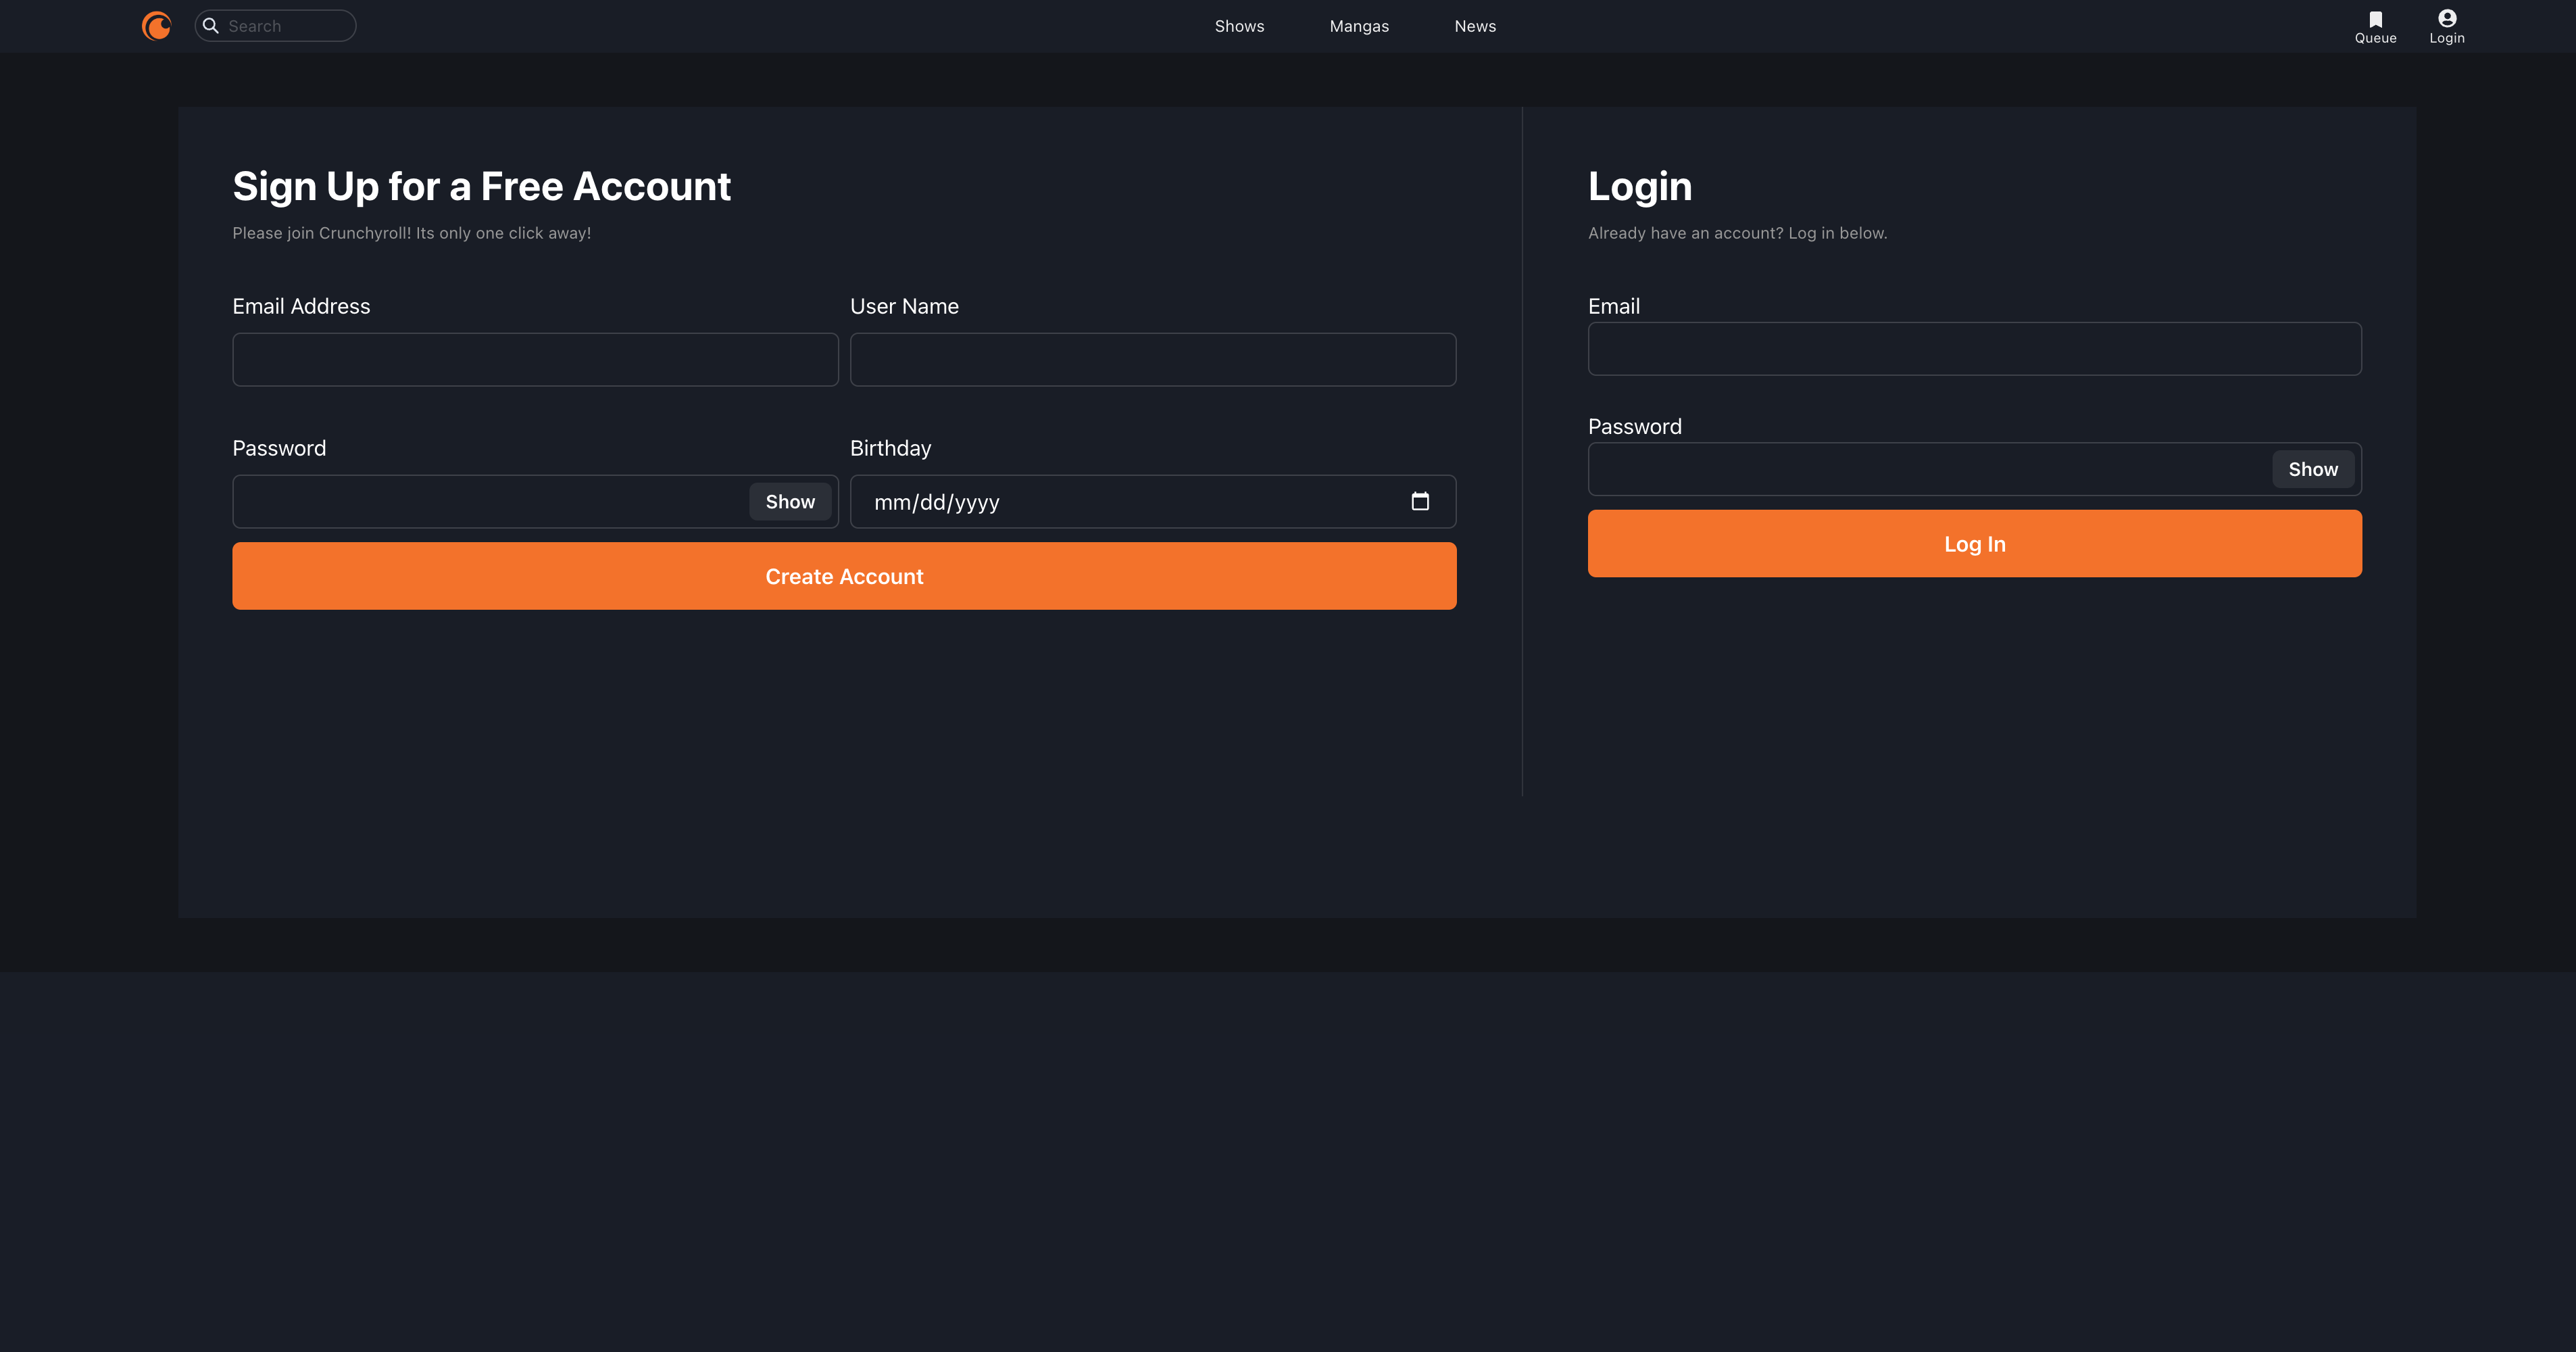 Search
Shows
Mangas
News
Queue
Login
Sign Up for a Free Account
Please join Crunchyroll! Its only one click away!
Email Address
User Name
Password
Show
Birthday
mm/dd/yyyy
Create Account
Login
Already have an account? Log in below.
Email
Password
Show
Log In